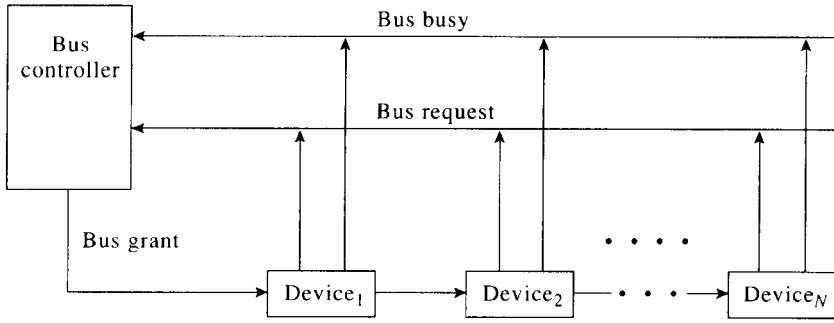 Bus busy
Bus
controller
Bus request
Bus grant
Device1
Device2
DeviceN